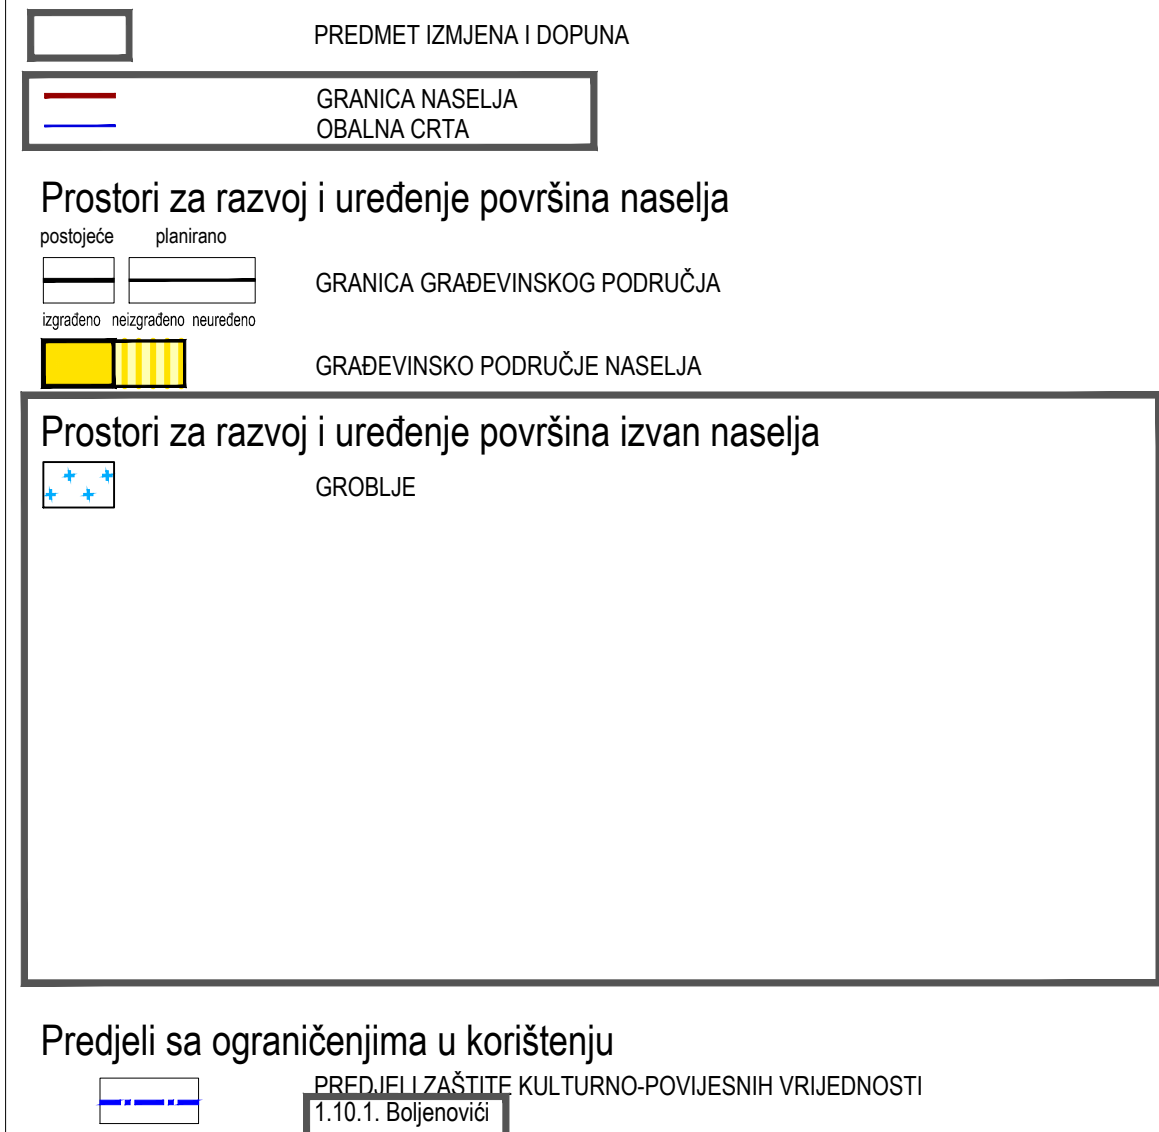 PREDMET IZMJENA I DOPUNA
GRANICA NASELJA
OBALNA CRTA
Prostori za razvoj i uređenje površina naselja
postojeće planirano
GRANICA GRAĐEVINSKOG PODRUČJA
izgrađeno neizgrađeno neuređeno
GRAĐEVINSKO PODRUČJE NASELJA
Prostori za razvoj i uređenje površina izvan naselja
GROBLJE
Predjeli sa ograničenjima u korištenju
PREDJELI ZAŠTITE KULTURNO-POVIJESNIH VRIJEDNOSTI
1.10.1. Boljenovići